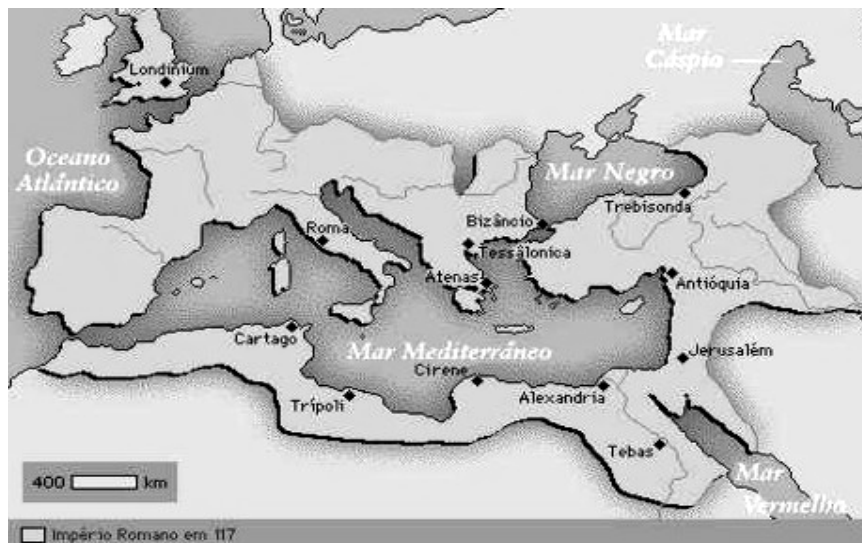 Mar
Cáspio
Londinium
Oceano
Atlântico
Mar Negro
Trebisonda
Bizâncio
Roma
Tessâlonica
Atenas
Antióquia
Cartago
Mar Mediterrâneo
Jerusalém
Cirene
Trípoli
Alexandria
Tebas
Mar
Vermelho
400 km
Império Romano em 117